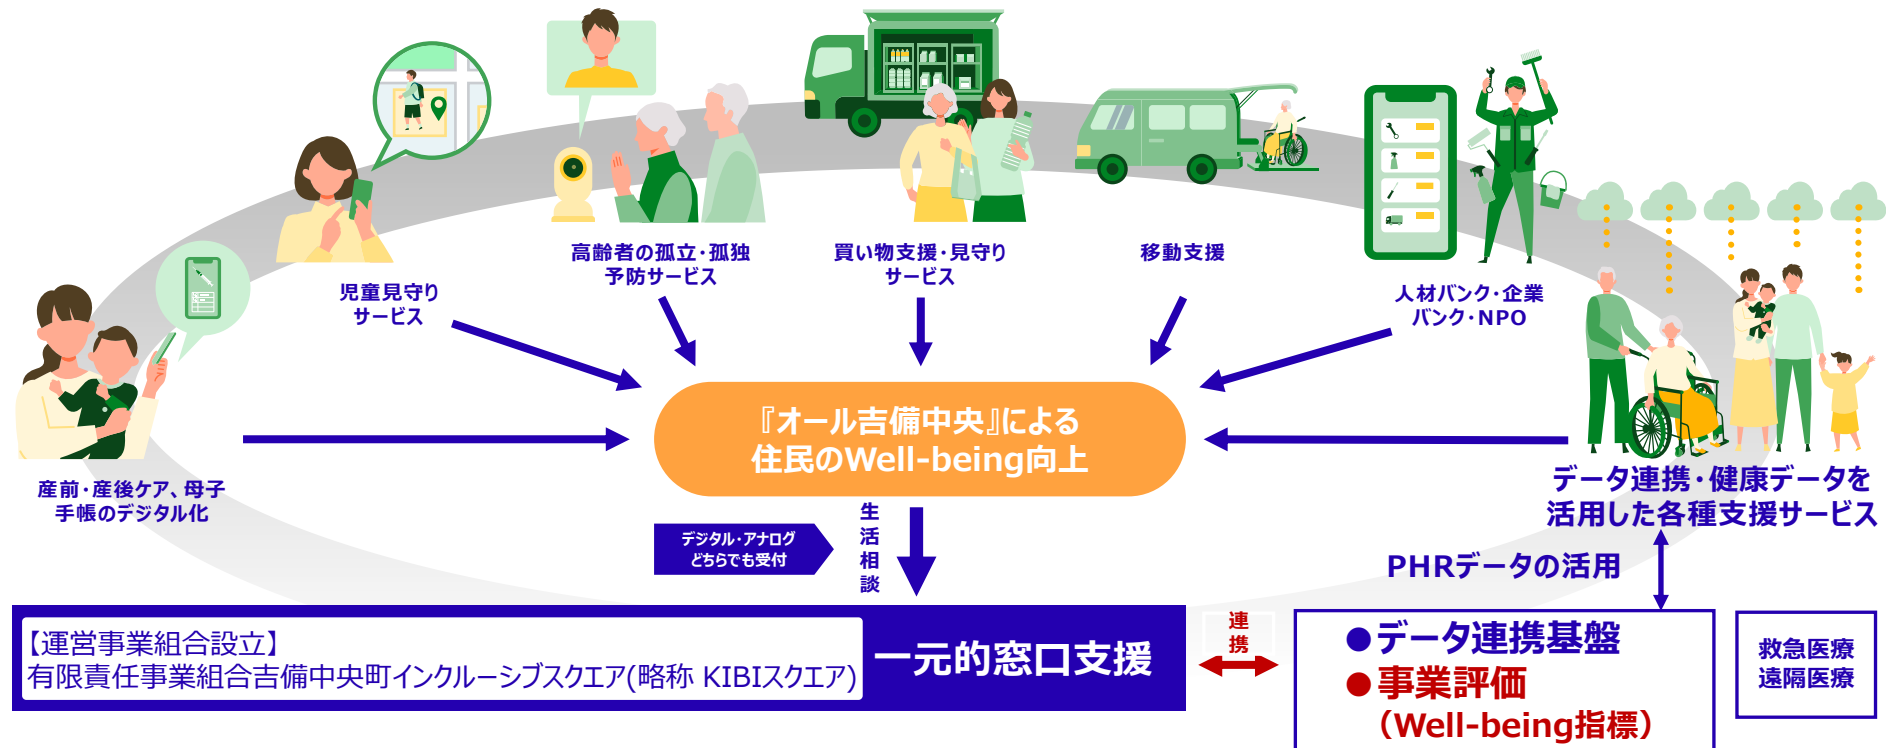 高齢者の孤立・孤独
予防サービス
買い物支援・見守り
サービス
移動支援
児童見守り
サービス
人材バンク・企業
バンク・NPO
産前・産後ケア、母子
手帳のデジタル化
『オール吉備中央』による
住民のWell-being向上
データ連携・健康データを
活用した各種支援サービス
デジタル・アナログ
どちらでも受付
生活相談
PHRデータの活用
【運営事業組合設立】
有限責任事業組合吉備中央町インクルーシブスクエア(略称 KIBIスクエア)
一元的窓口支援
連携
●データ連携基盤
●事業評価
（Well-being指標）
救急医療
遠隔医療